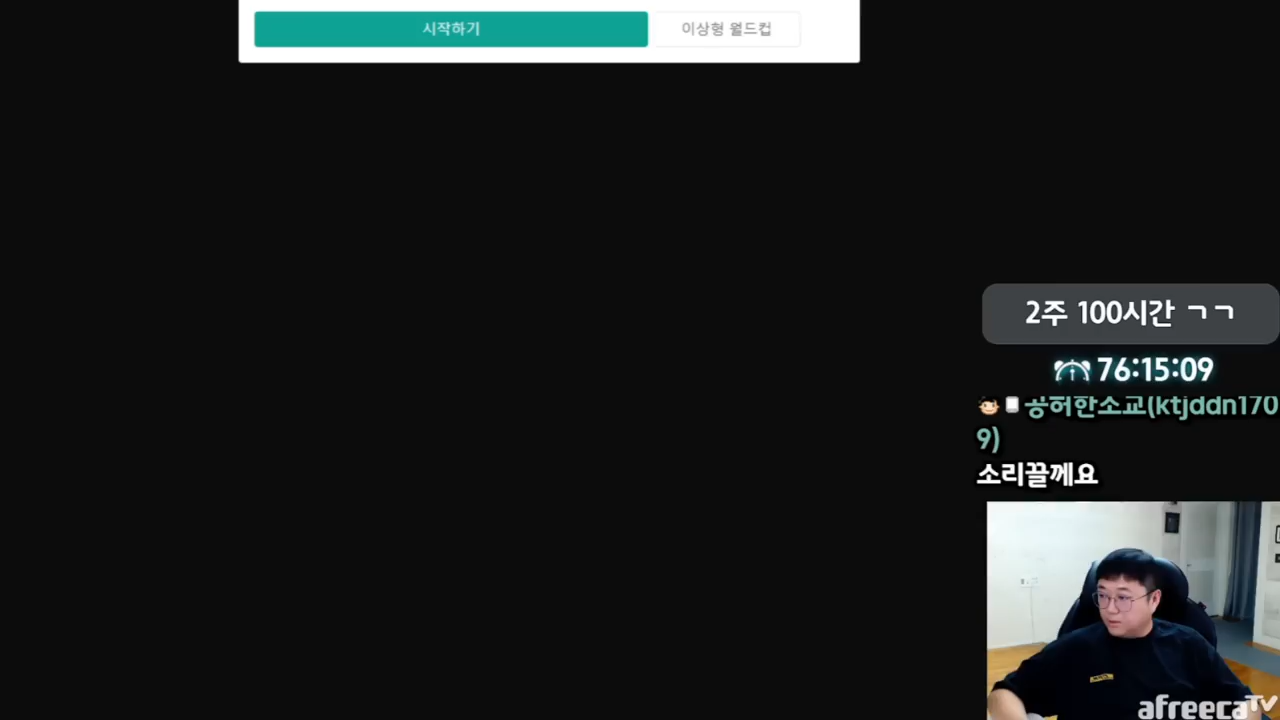 시작하기
이상형 월드컵
2주 100시간 ㄱㄱ
76:15:09
공허한소교(ktjddn170
9)
소리끌께요
afreecaTV